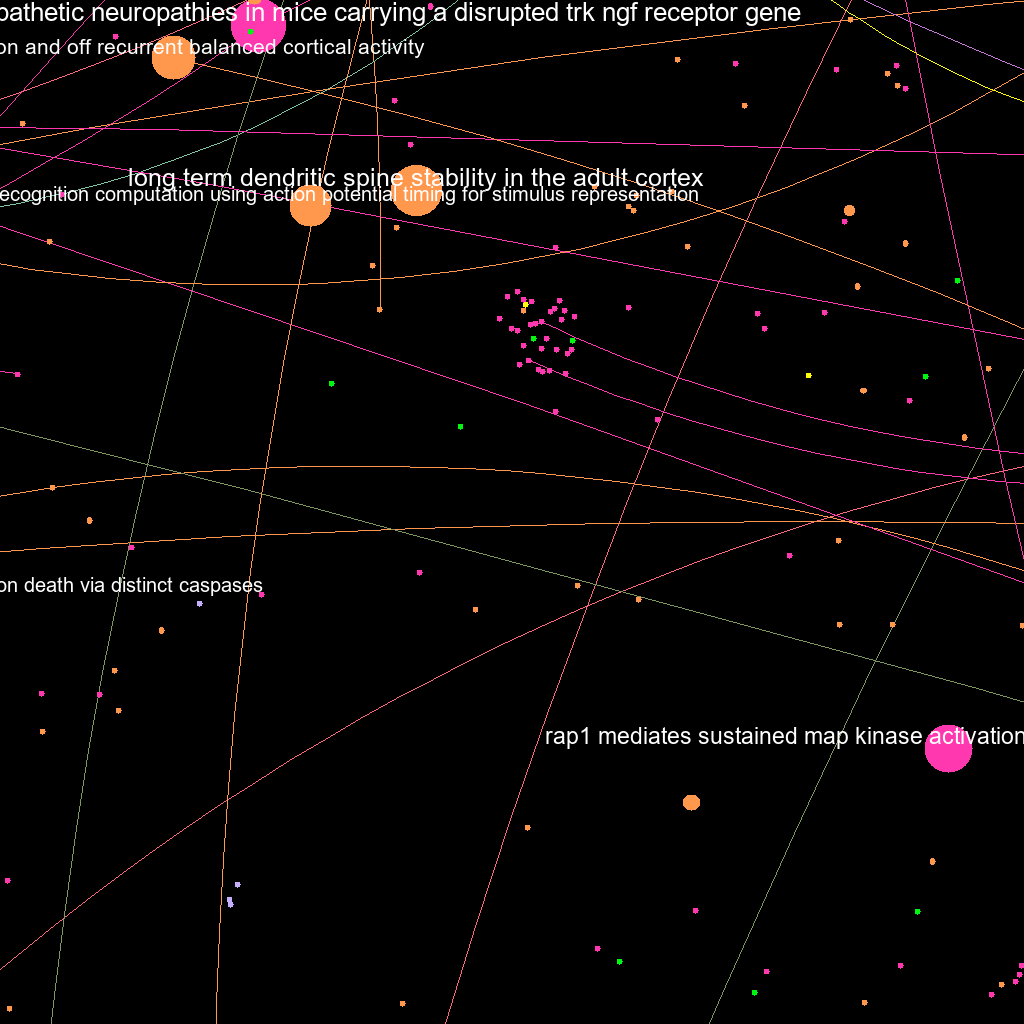 pathetic neuropathies in mice carrying a disrupted trk ngf receptor gene
on and off recurrent balanced cortical activity
long term dendritic spine stability in the adult cortex
ecognition computation using action potential timing for stimulus representation
on death via distinct caspases
rap1 mediates sustained map kinase activation